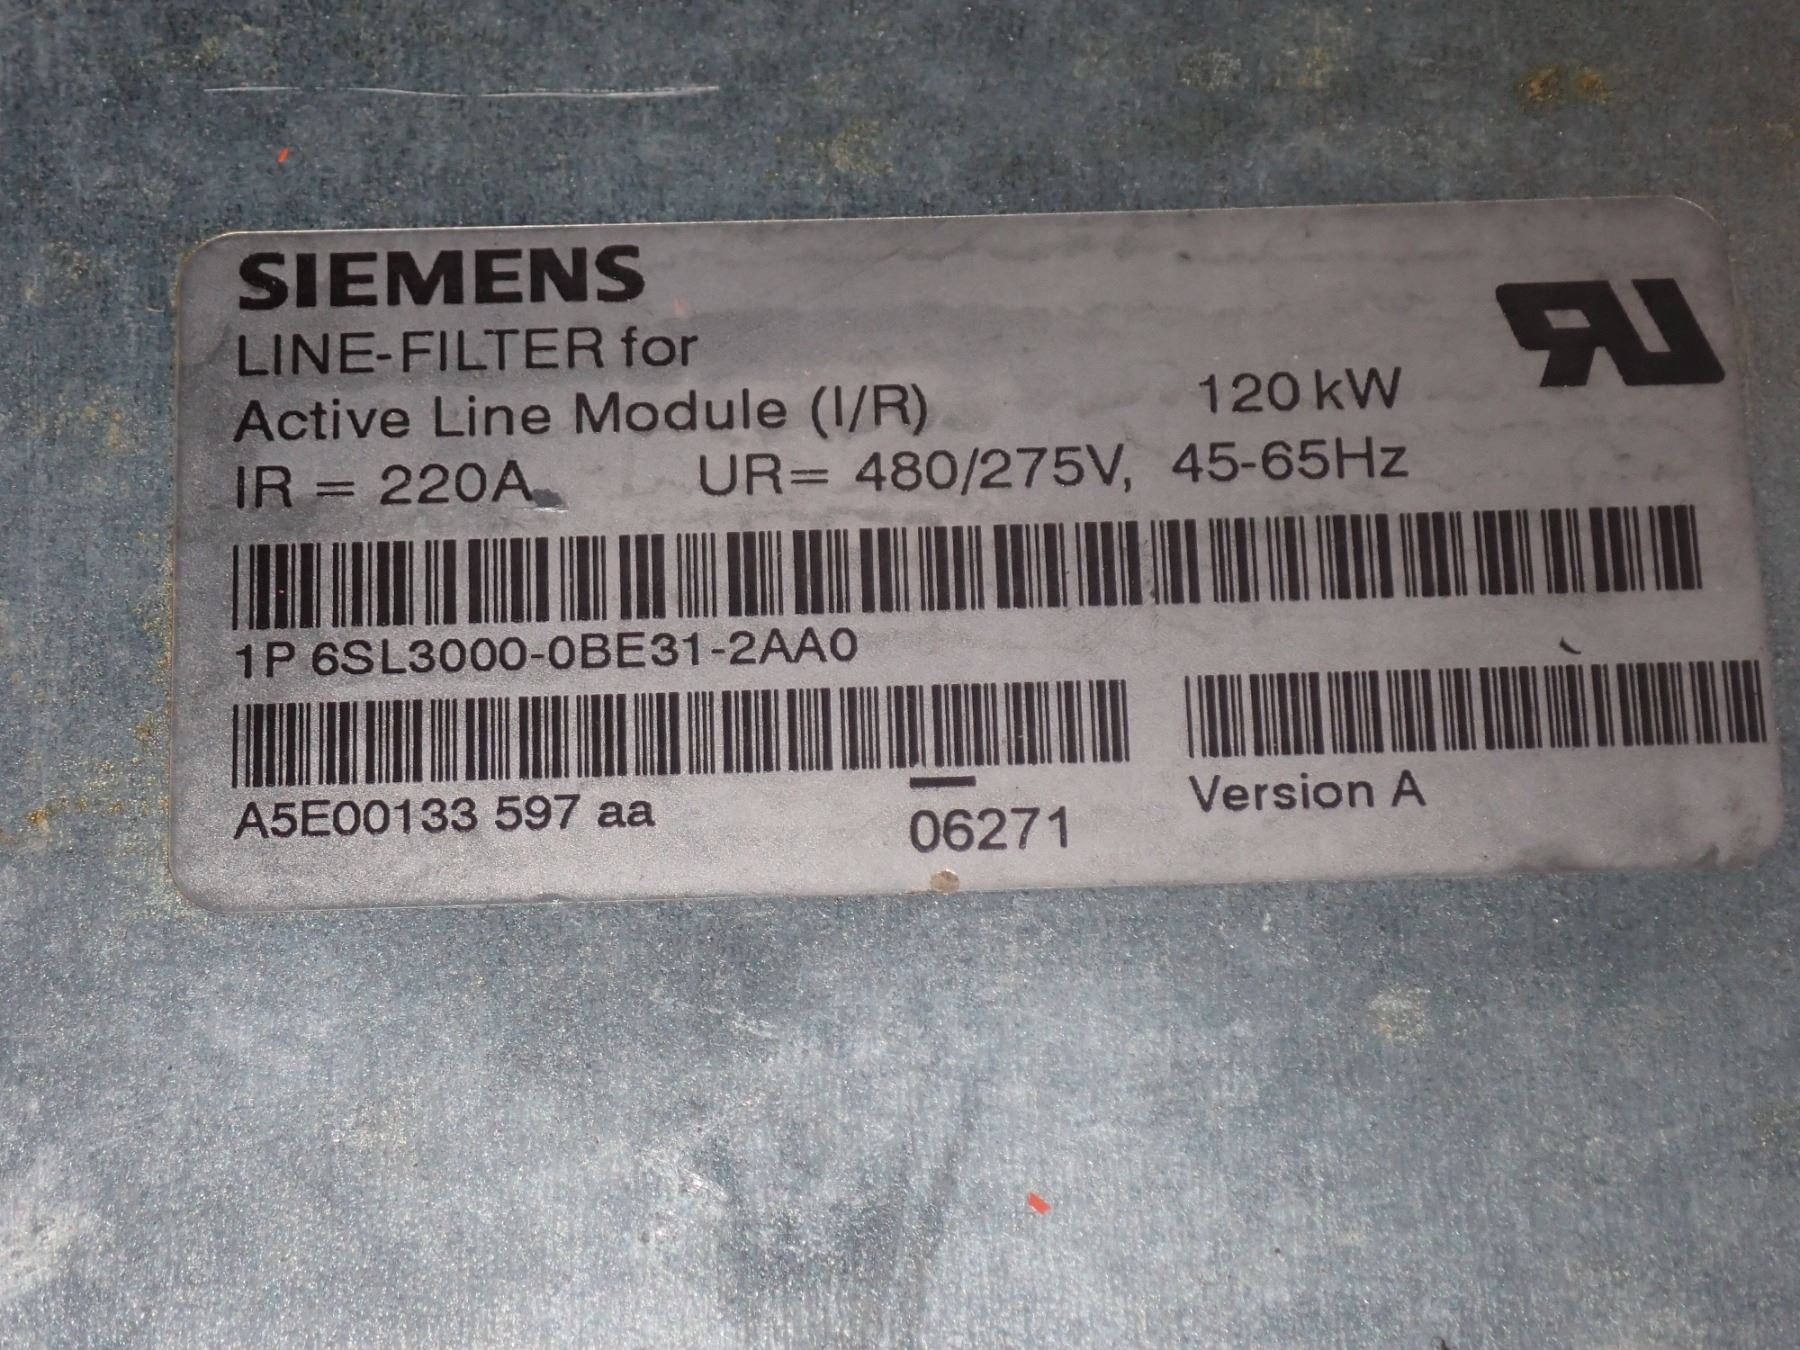 SIEMENS
LINE-FILTER for
Active Line Module (I/R) 120 kW
IR = 220A UR= 480/275V, 45-65Hz
1P 6SL3000-0BE31-2AA0
A5E00133 597 aa 06271 Version A